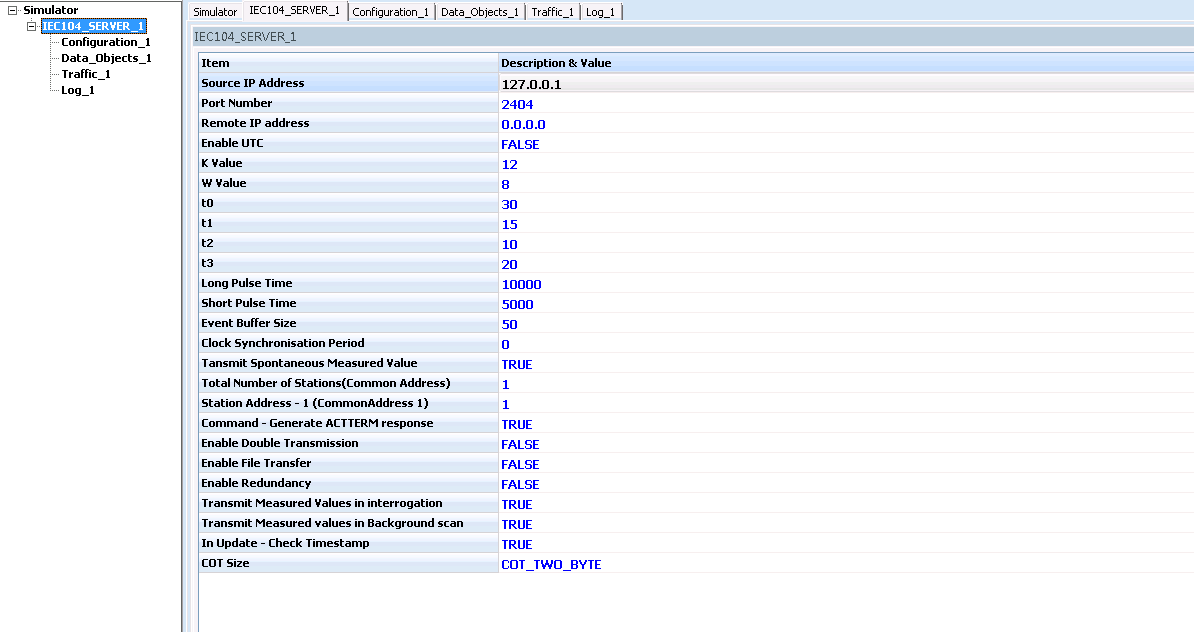 Simulator
IEC104_SERVER_1
Configuration_1
Data_Objects_1
Traffic_1
Log_1
Simulator IEC104_SERVER_1 Configuration_1 Data_Objects_1 Traffic_1 Log_1
IEC104_SERVER_1
Item Description & Value
Source IP Address 127.0.0.1
Port Number 2404
Remote IP address 0.0.0.0
Enable UTC FALSE
K Value 12
W Value 8
t0 30
t1 15
t2 10
t3 20
Long Pulse Time 10000
Short Pulse Time 5000
Event Buffer Size 50
Clock Synchronisation Period 0
Tansmit Spontaneous Measured Value TRUE
Total Number of Stations(Common Address) 1
Station Address - 1 (CommonAddress 1) 1
Command - Generate ACTTERM response TRUE
Enable Double Transmission FALSE
Enable File Transfer FALSE
Enable Redundancy FALSE
Transmit Measured Values in interrogation TRUE
Transmit Measured values in Background scan TRUE
In Update - Check Timestamp TRUE
COT Size COT_TWO_BYTE